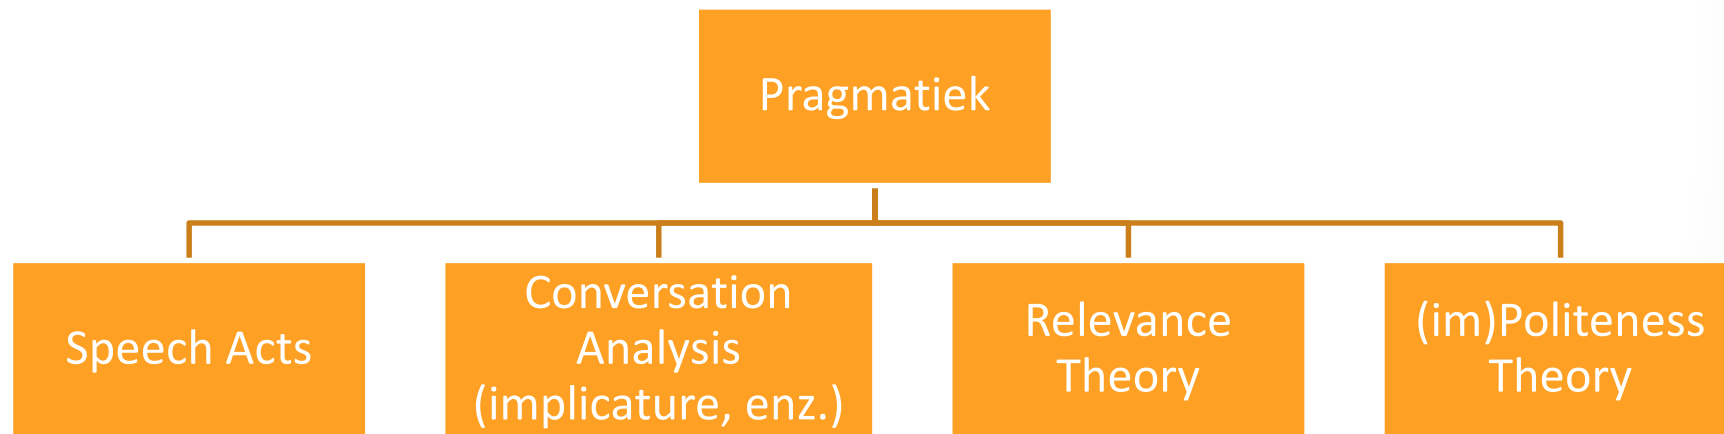 Pragmatiek
Speech Acts
Conversation
Analysis
(implicature, enz.)
Relevance
Theory
(im)Politeness
Theory